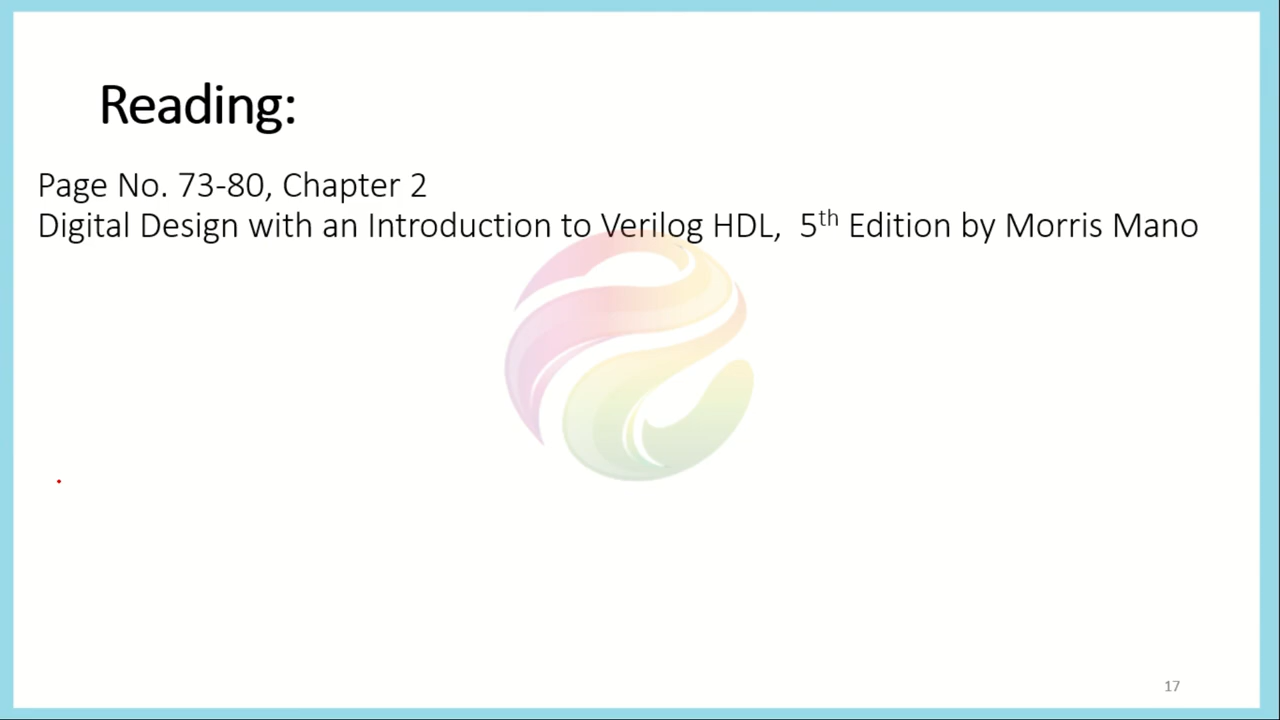 Reading:
Page No. 73-80, Chapter 2
Digital Design with an Introduction to Verilog HDL,  5th Edition by Morris Mano
17